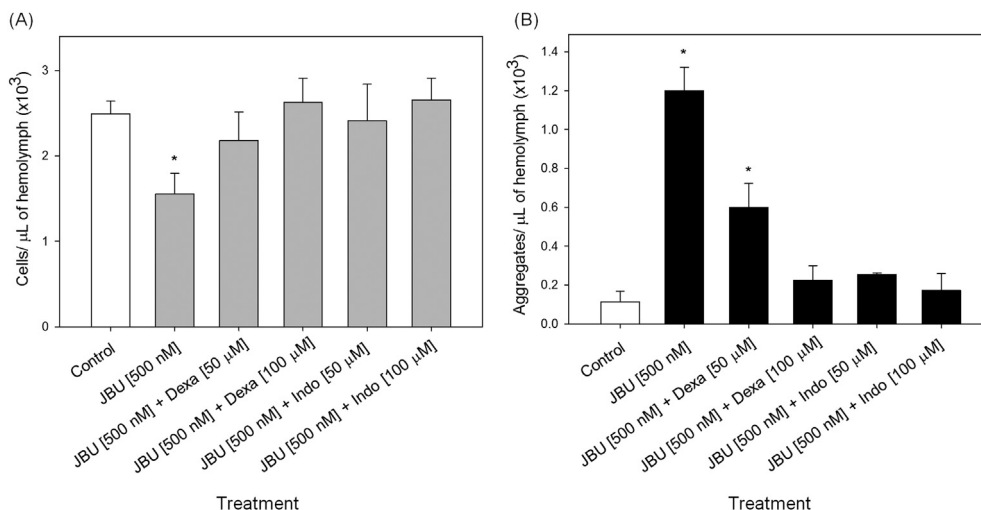 (A)
Cells/ μL of hemolymph (x10³)
3
2
1
0
*
Control
JBU [500 nM]
JBU [500 nM] + Dexa [50 μM]
JBU [500 nM] + Dexa [100 μM]
JBU [500 nM] + Indo [50 μM]
JBU [500 nM] + Indo [100 μM]
Treatment
(B)
Aggregates/ μL of hemolymph (x10³)
1.4
1.2
1.0
0.8
0.6
0.4
0.2
0.0
*
*
Control
JBU [500 nM]
JBU [500 nM] + Dexa [50 μM]
JBU [500 nM] + Dexa [100 μM]
JBU [500 nM] + Indo [50 μM]
JBU [500 nM] + Indo [100 μM]
Treatment